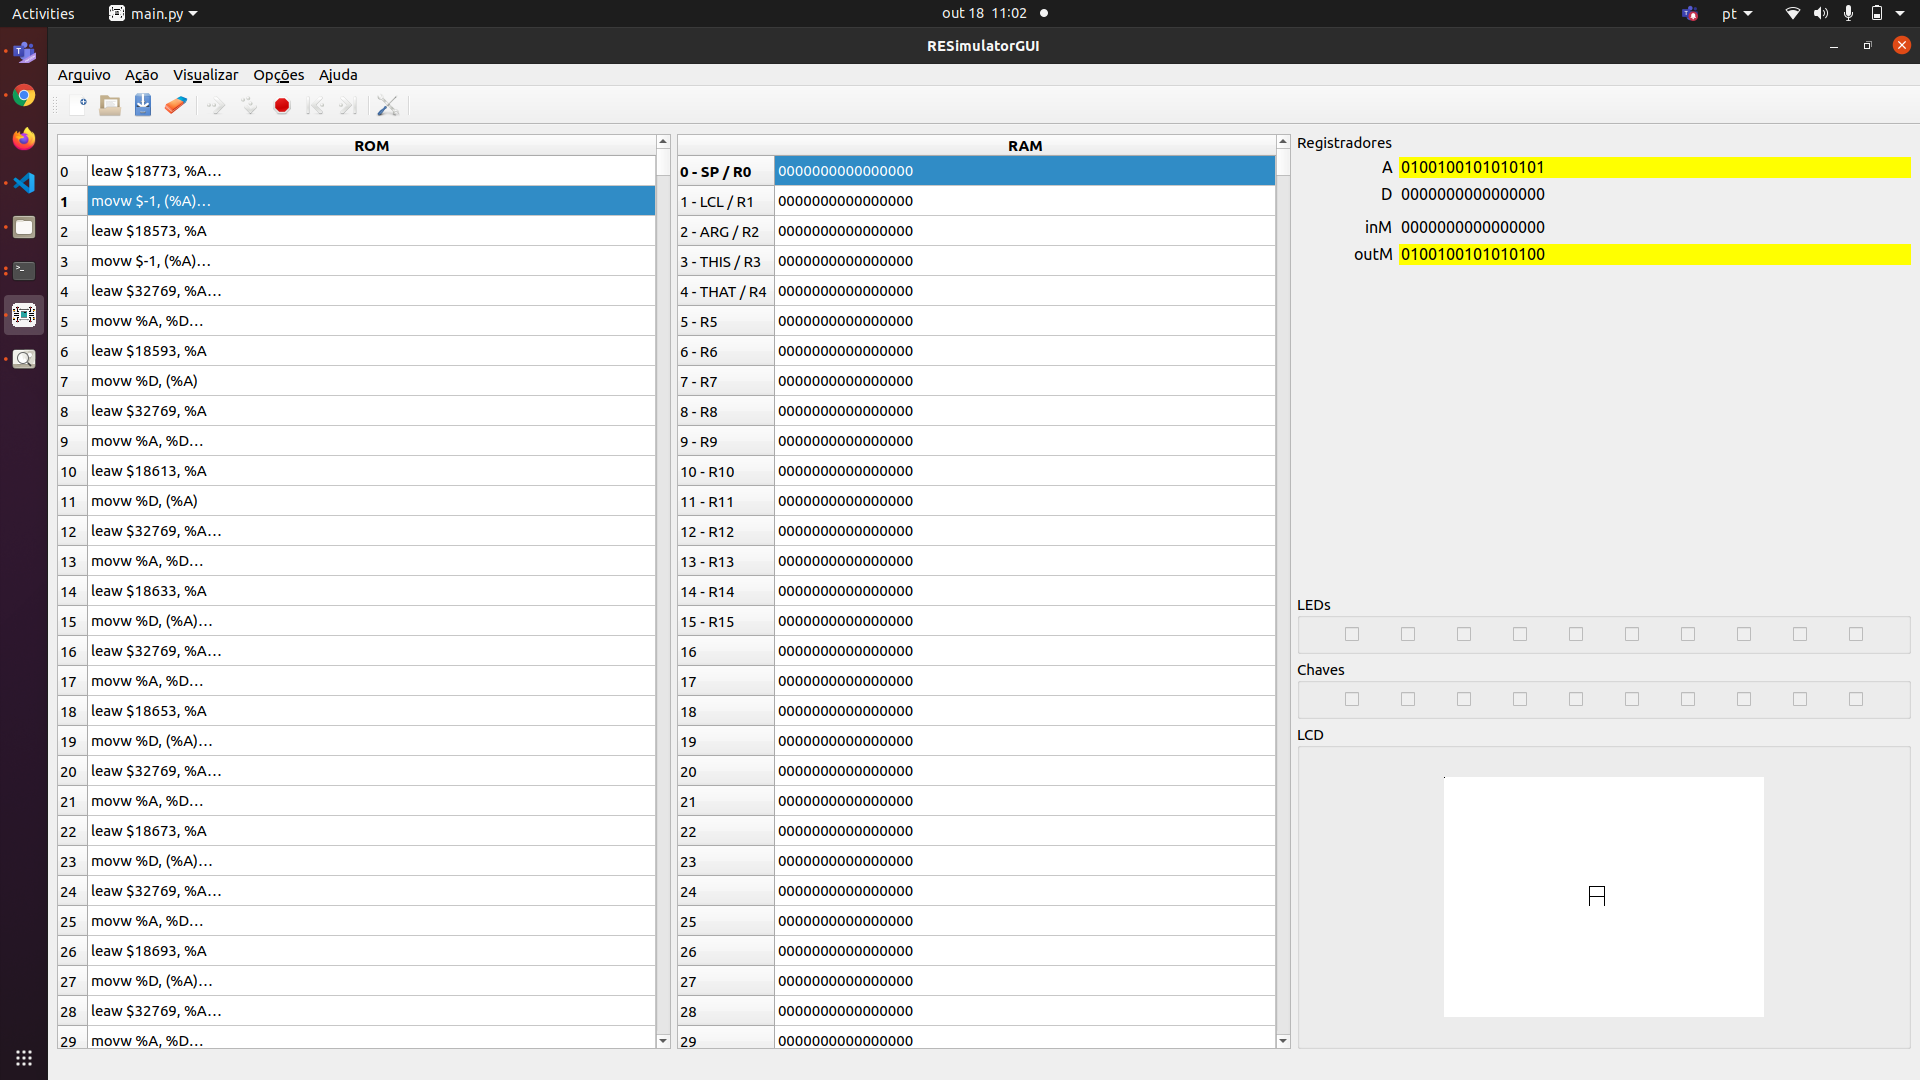 Activities main.py out 18 11:02 pt
RESimulatorGUI
Arquivo Ação Visualizar Opções Ajuda
ROM
0 leaw $18773, %A...
1 movw $-1, (%A)...
2 leaw $18573, %A
3 movw $-1, (%A)...
4 leaw $32769, %A...
5 movw %A, %D...
6 leaw $18593, %A
7 movw %D, (%A)
8 leaw $32769, %A
9 movw %A, %D...
10 leaw $18613, %A
11 movw %D, (%A)
12 leaw $32769, %A...
13 movw %A, %D...
14 leaw $18633, %A
15 movw %D, (%A)...
16 leaw $32769, %A...
17 movw %A, %D...
18 leaw $18653, %A
19 movw %D, (%A)...
20 leaw $32769, %A...
21 movw %A, %D...
22 leaw $18673, %A
23 movw %D, (%A)...
24 leaw $32769, %A...
25 movw %A, %D...
26 leaw $18693, %A
27 movw %D, (%A)...
28 leaw $32769, %A...
29 movw %A, %D...
RAM
0 - SP / R0 0000000000000000
1 - LCL / R1 0000000000000000
2 - ARG / R2 0000000000000000
3 - THIS / R3 0000000000000000
4 - THAT / R4 0000000000000000
5 - R5 0000000000000000
6 - R6 0000000000000000
7 - R7 0000000000000000
8 - R8 0000000000000000
9 - R9 0000000000000000
10 - R10 0000000000000000
11 - R11 0000000000000000
12 - R12 0000000000000000
13 - R13 0000000000000000
14 - R14 0000000000000000
15 - R15 0000000000000000
16 0000000000000000
17 0000000000000000
18 0000000000000000
19 0000000000000000
20 0000000000000000
21 0000000000000000
22 0000000000000000
23 0000000000000000
24 0000000000000000
25 0000000000000000
26 0000000000000000
27 0000000000000000
28 0000000000000000
29 0000000000000000
Registradores
A 0100100101010101
D 0000000000000000
inM 0000000000000000
outM 0100100101010100
LEDs
Chaves
LCD